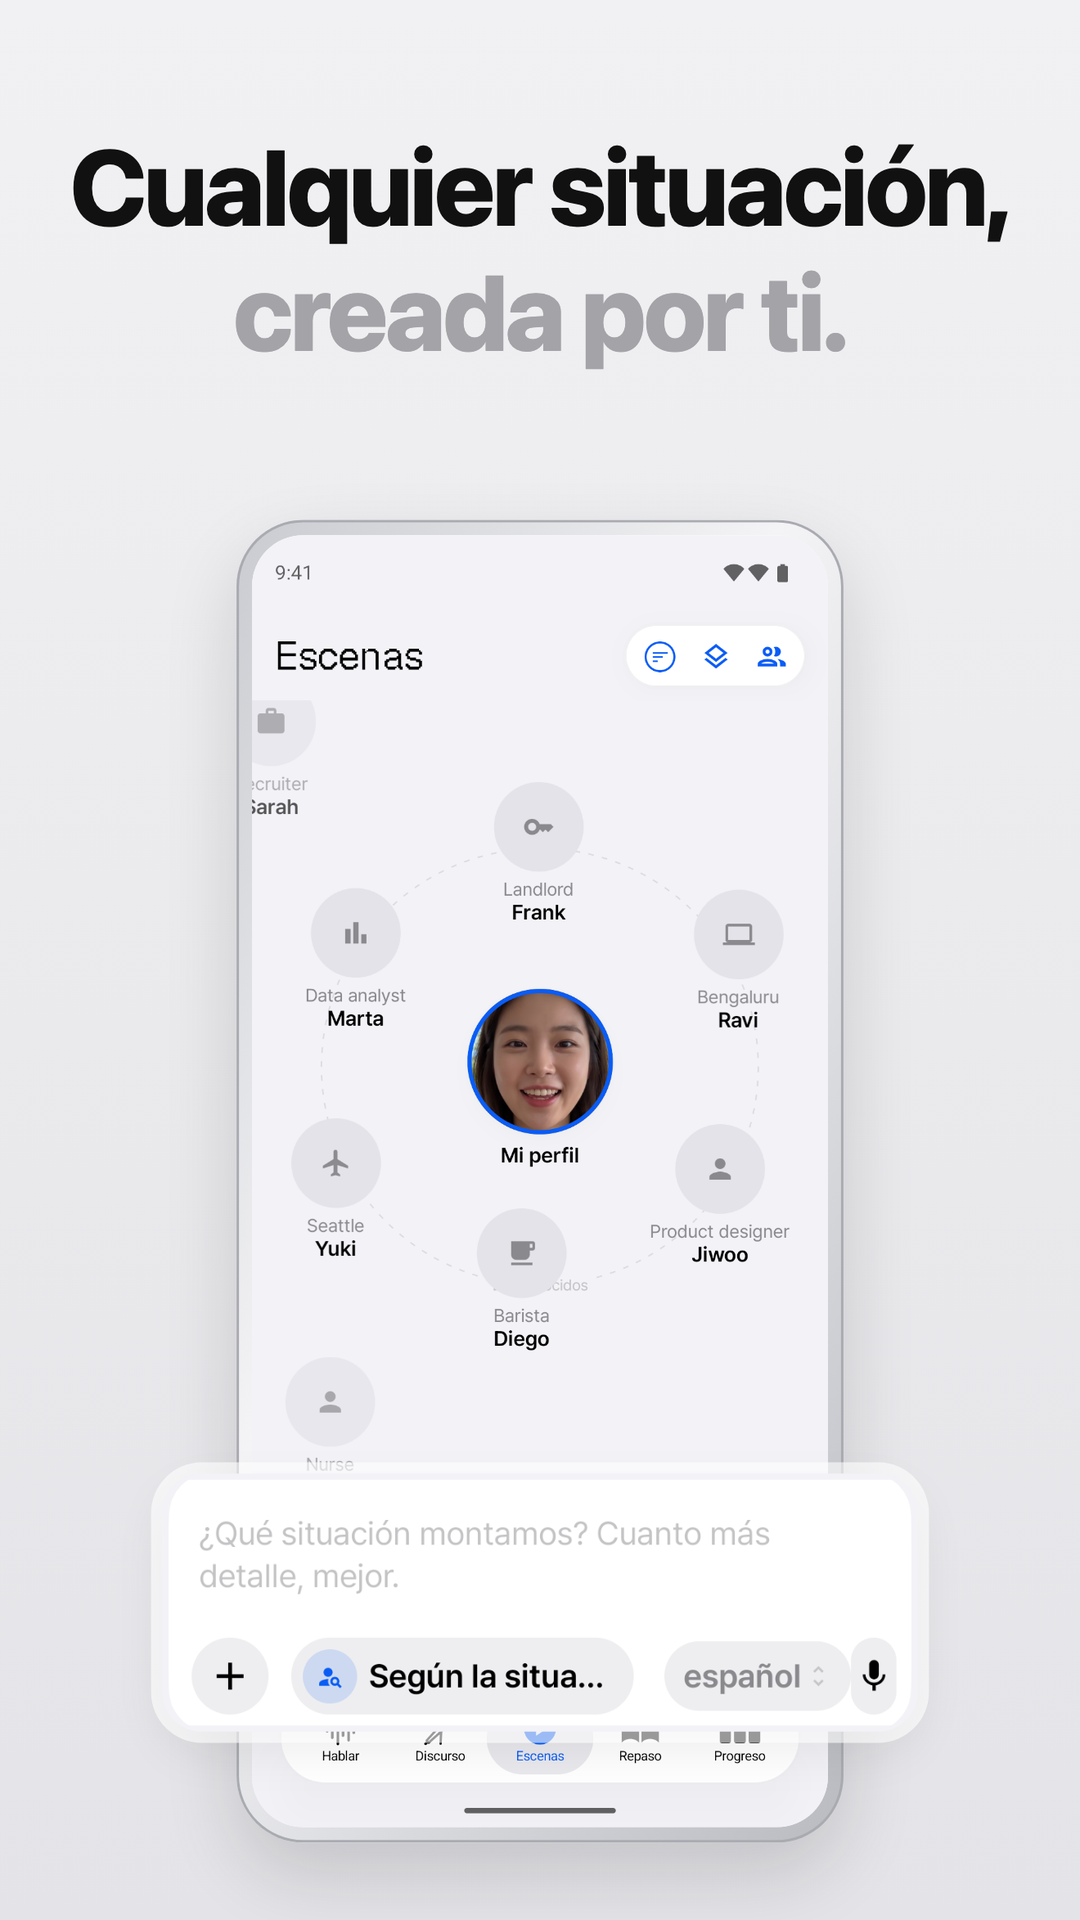 Cualquier situación,
creada por ti.
9:41
Escenas
ecruiter
Sarah
Landlord
Frank
Data analyst
Marta
Bengaluru
Ravi
Mi perfil
Seattle
Yuki
Product designer
Jiwoo
cidos
Barista
Diego
Nurse
¿Qué situación montamos? Cuanto más
detalle, mejor.
Según la situa...
español
Hablar
Discurso
Escenas
Repaso
Progreso